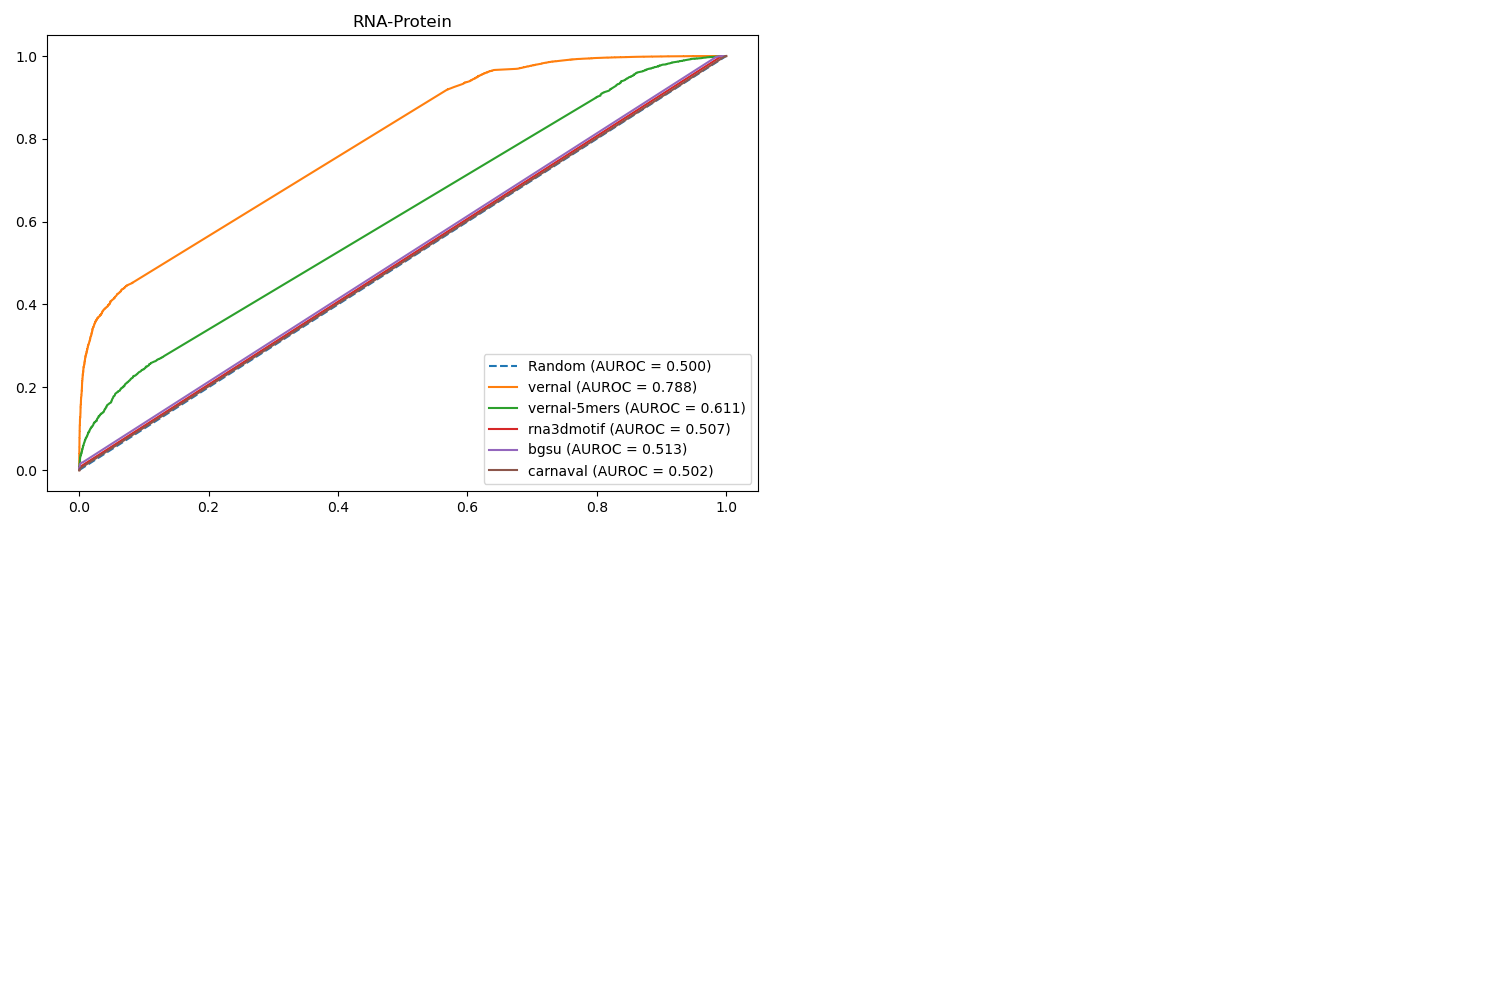 RNA-Protein
1.0
0.8
0.6
0.4
0.2
0.0
Random (AUROC = 0.500)
vernal (AUROC = 0.788)
vernal-5mers (AUROC = 0.611)
rna3dmotif (AUROC = 0.507)
bgsu (AUROC = 0.513)
carnaval (AUROC = 0.502)
0.0 0.2 0.4 0.6 0.8 1.0